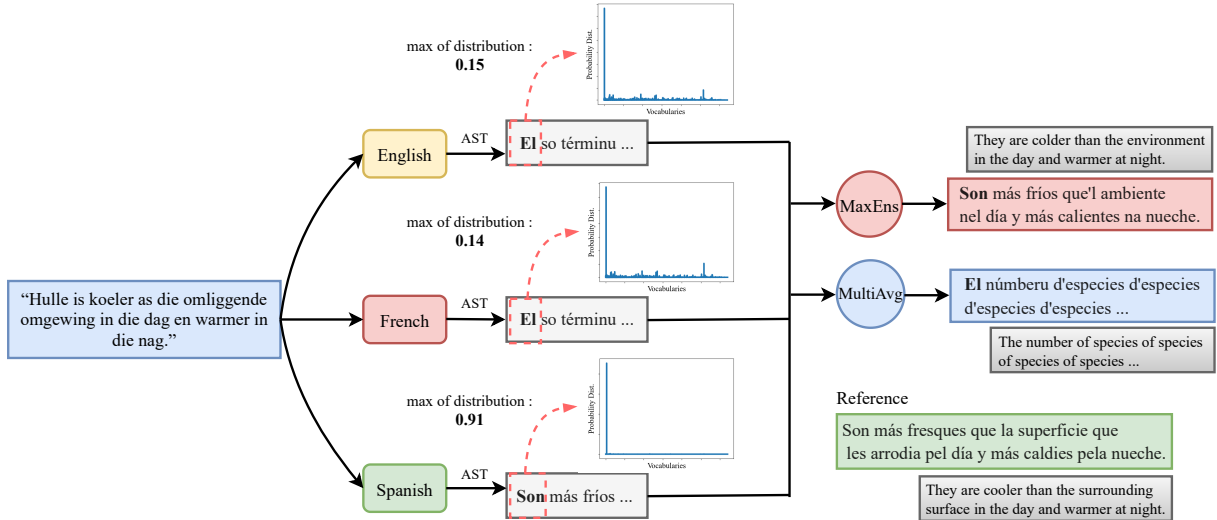 max of distribution :
0.15
Probability Dist.
Vocabularies
English
AST
El so términu ...
max of distribution :
0.14
Probability Dist.
Vocabularies
French
AST
El so términu ...
max of distribution :
0.91
Probability Dist.
Vocabularies
Spanish
AST
Son más fríos ...
“Hulle is koeler as die omliggende
omgewing in die dag en warmer in
die nag.”
MaxEns
They are colder than the environment
in the day and warmer at night.
Son más fríos que'l ambiente
nel día y más calientes na nueche.
MultiAvg
El númberu d'especies d'especies
d'especies d'especies ...
The number of species of species
of species of species ...
Reference
Son más fresques que la superficie que
les arrodia pel día y más caldies pela nueche.
They are cooler than the surrounding
surface in the day and warmer at night.